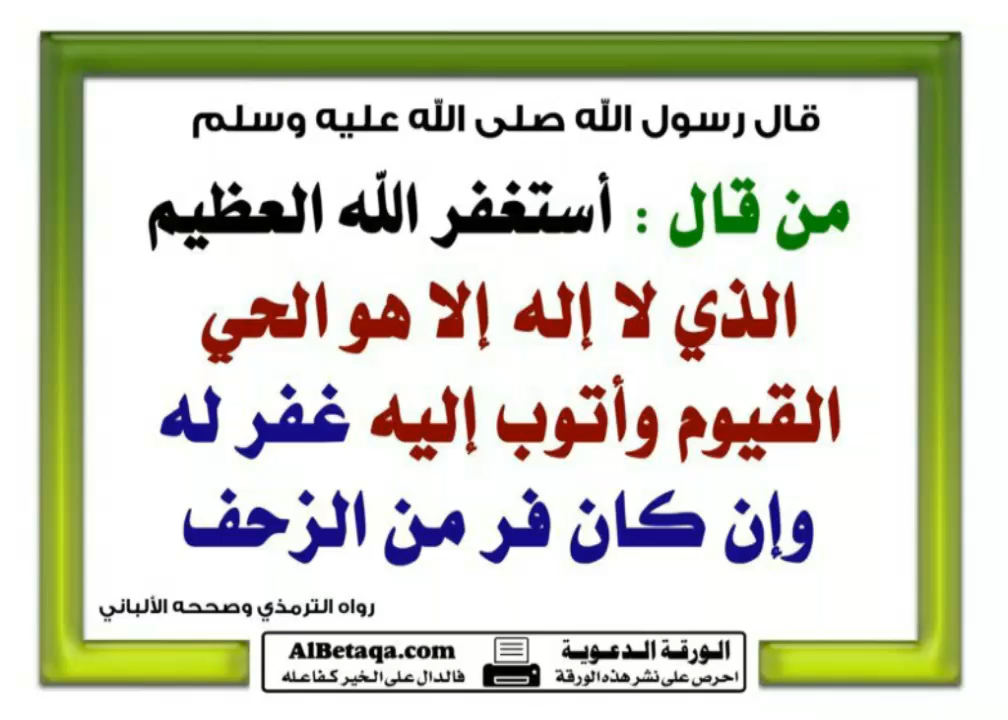 قال رسول الله صلى الله عليه وسلم
من قال : أستغفر الله العظيم
الذي لا إله إلا هو الحي
القيوم وأتوب إليه غفر له
وإن كان فر من الزحف
رواه الترمذي وصححه الألباني
الورقة الدعوية AlBetaqa.com
احرص على نشر هذه الورقة فالدال على الخير كفاعله